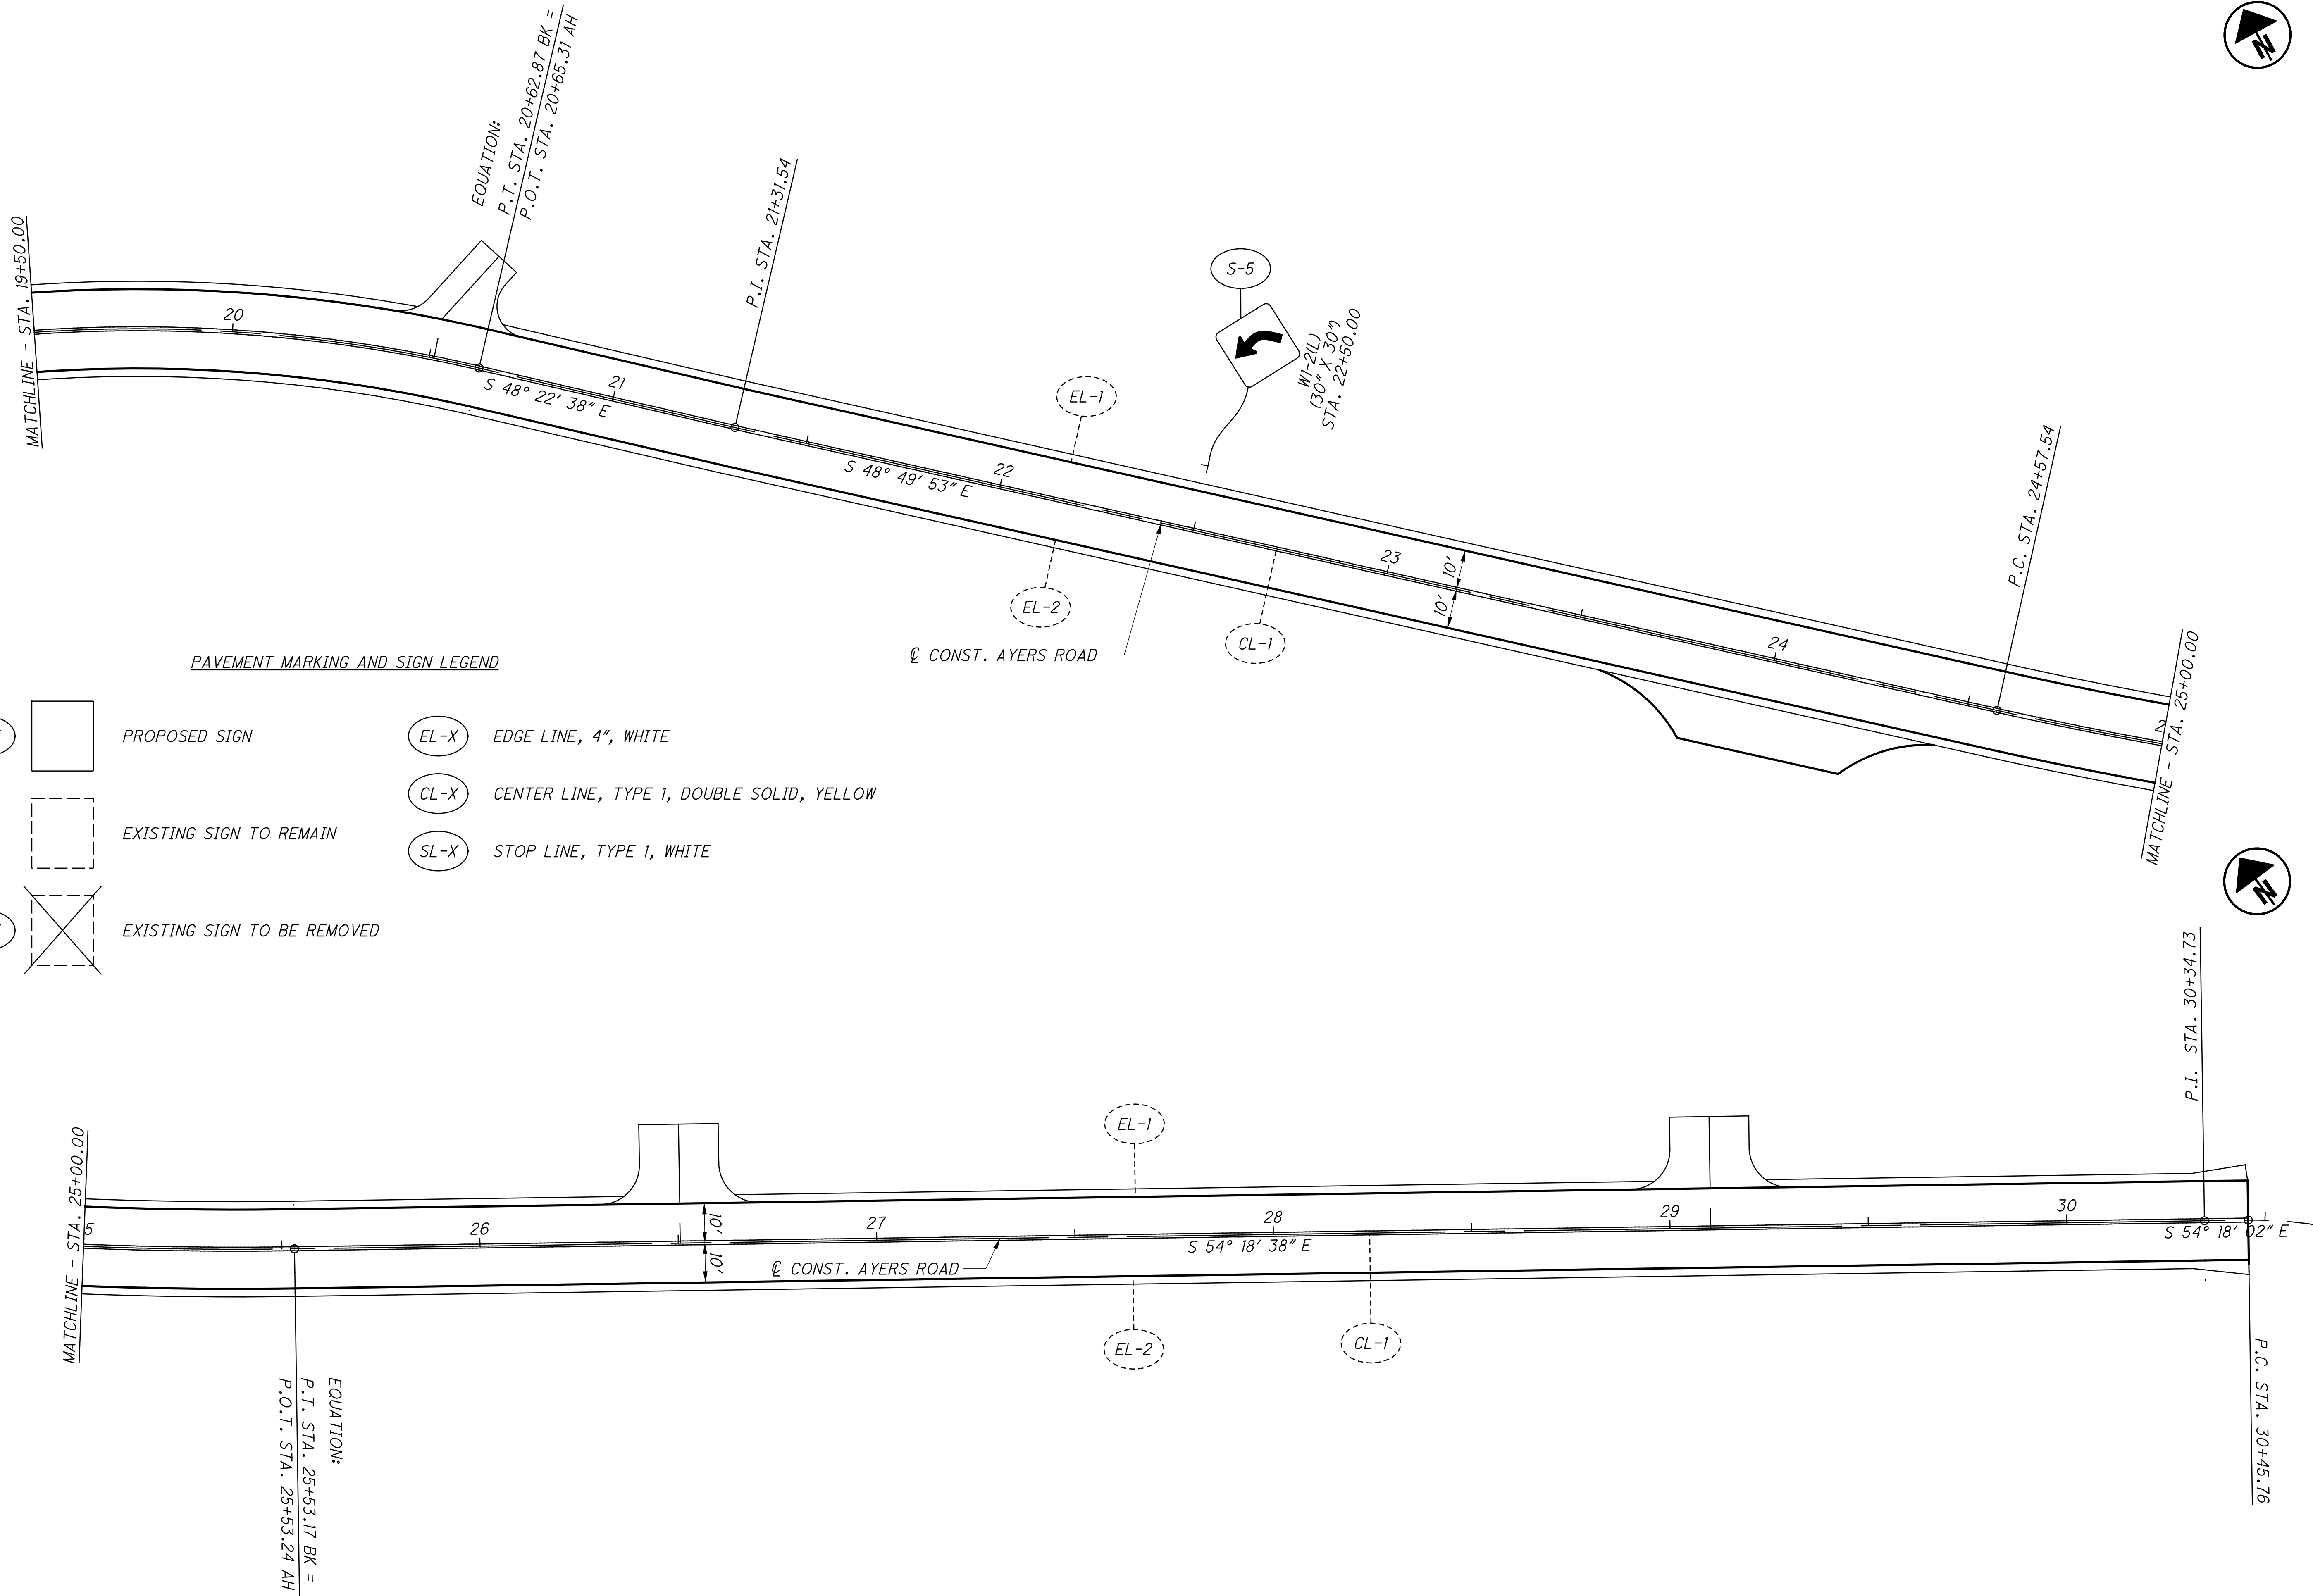 N
EQUATION:
P.T. STA. 20+62.87 BK =
P.O.T. STA. 20+65.31 AH
P.I. STA. 21+31.54
MATCHLINE - STA. 19+50.00
20
S 48° 22' 38" E
21
S-5
W1-2(L)
(30" X 30")
STA. 22+50.00
EL-1
S 48° 49' 53" E
22
23
10'
10'
EL-2
CL-1
℄ CONST. AYERS ROAD
P.C. STA. 24+57.54
24
2
MATCHLINE - STA. 25+00.00
PAVEMENT MARKING AND SIGN LEGEND
PROPOSED SIGN
EXISTING SIGN TO REMAIN
EXISTING SIGN TO BE REMOVED
EL-X EDGE LINE, 4", WHITE
CL-X CENTER LINE, TYPE 1, DOUBLE SOLID, YELLOW
SL-X STOP LINE, TYPE 1, WHITE
N
P.I. STA. 30+34.73
MATCHLINE - STA. 25+00.00
5
26
10'
10'
27
EL-1
28
29
30
S 54° 18' 38" E
S 54° 18' 02" E
℄ CONST. AYERS ROAD
EL-2
CL-1
EQUATION:
P.T. STA. 25+53.17 BK =
P.O.T. STA. 25+53.24 AH
P.C. STA. 30+45.76